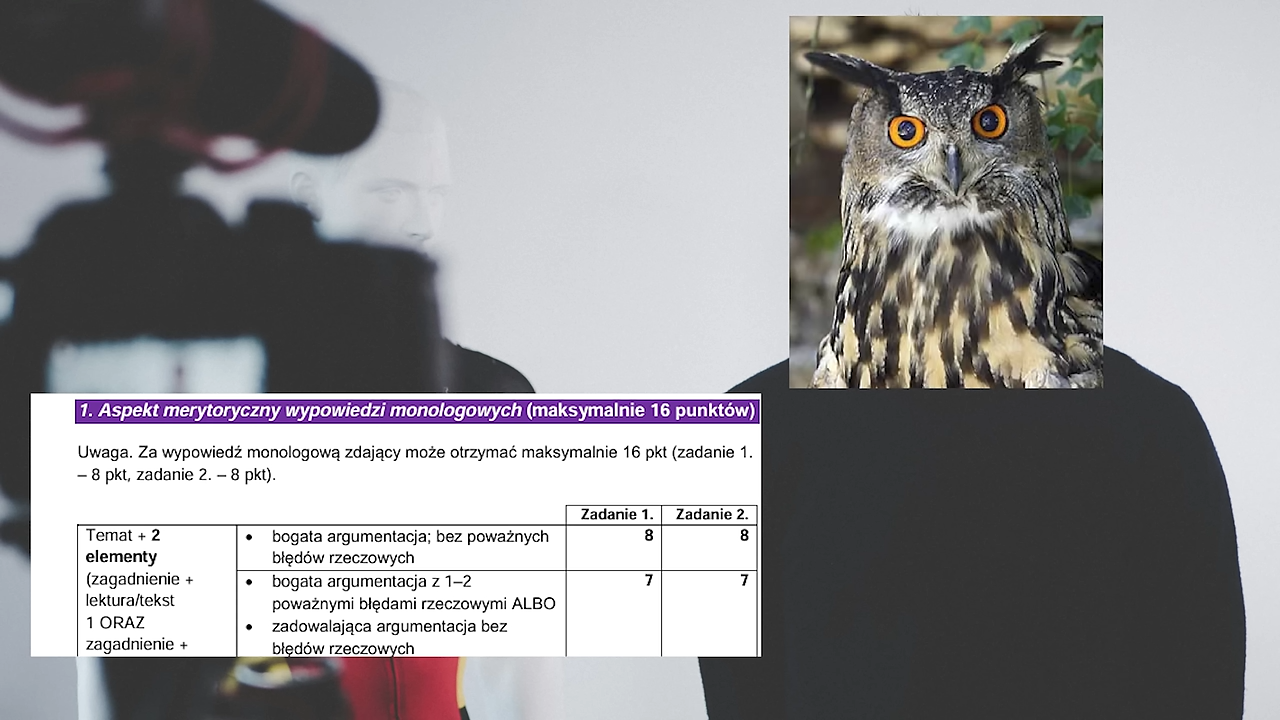 1. Aspekt merytoryczny wypowiedzi monologowych (maksymalnie 16 punktów)
Uwaga. Za wypowiedź monologową zdający może otrzymać maksymalnie 16 pkt (zadanie 1.
– 8 pkt, zadanie 2. – 8 pkt).
Zadanie 1. Zadanie 2.
Temat + 2
elementy
(zagadnienie +
lektura/tekst
1 ORAZ
zagadnienie +
• bogata argumentacja; bez poważnych
błędów rzeczowych
8 8
• bogata argumentacja z 1–2
poważnymi błędami rzeczowymi ALBO
• zadowalająca argumentacja bez
błędów rzeczowych
7 7